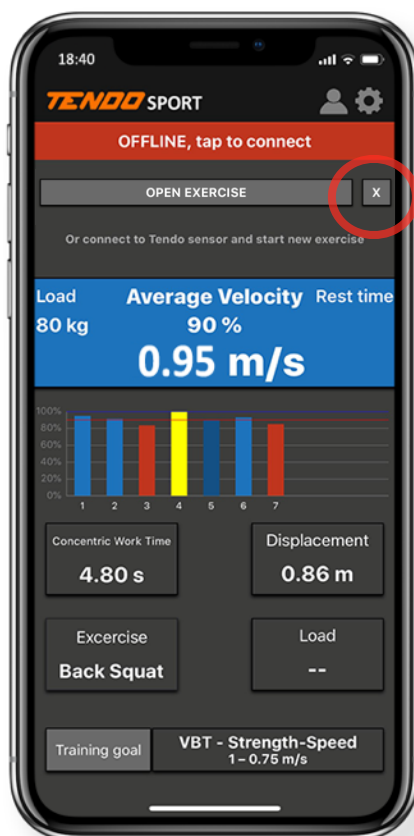 18:40
TENDO SPORT
OFFLINE, tap to connect
OPEN EXERCISE
X
Or connect to Tendo sensor and start new exercise
Load Average Velocity Rest time
80 kg 90 %
0.95 m/s
100%
80%
60%
40%
20%
0%
1 2 3 4 5 6 7
Concentric Work Time
4.80 s
Displacement
0.86 m
Excercise
Back Squat
Load
--
Training goal
VBT - Strength-Speed
1 – 0.75 m/s